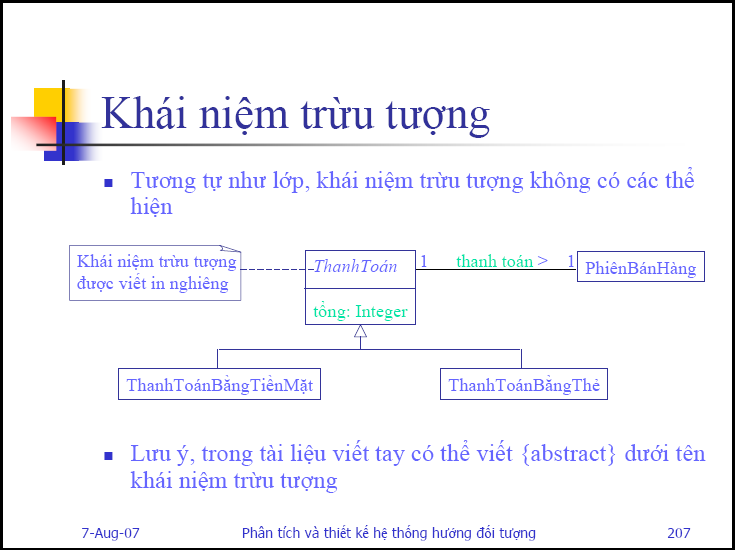 Khái niệm trừu tượng
Tương tự như lớp, khái niệm trừu tượng không có các thể
hiện
Khái niệm trừu tượng
được viết in nghiêng
ThanhToán
tổng: Integer
1 thanh toán > 1
PhiênBánHàng
ThanhToánBằngTiềnMặt
ThanhToánBằngThẻ
Lưu ý, trong tài liệu viết tay có thể viết {abstract} dưới tên
khái niệm trừu tượng
7-Aug-07
Phân tích và thiết kế hệ thống hướng đối tượng
207